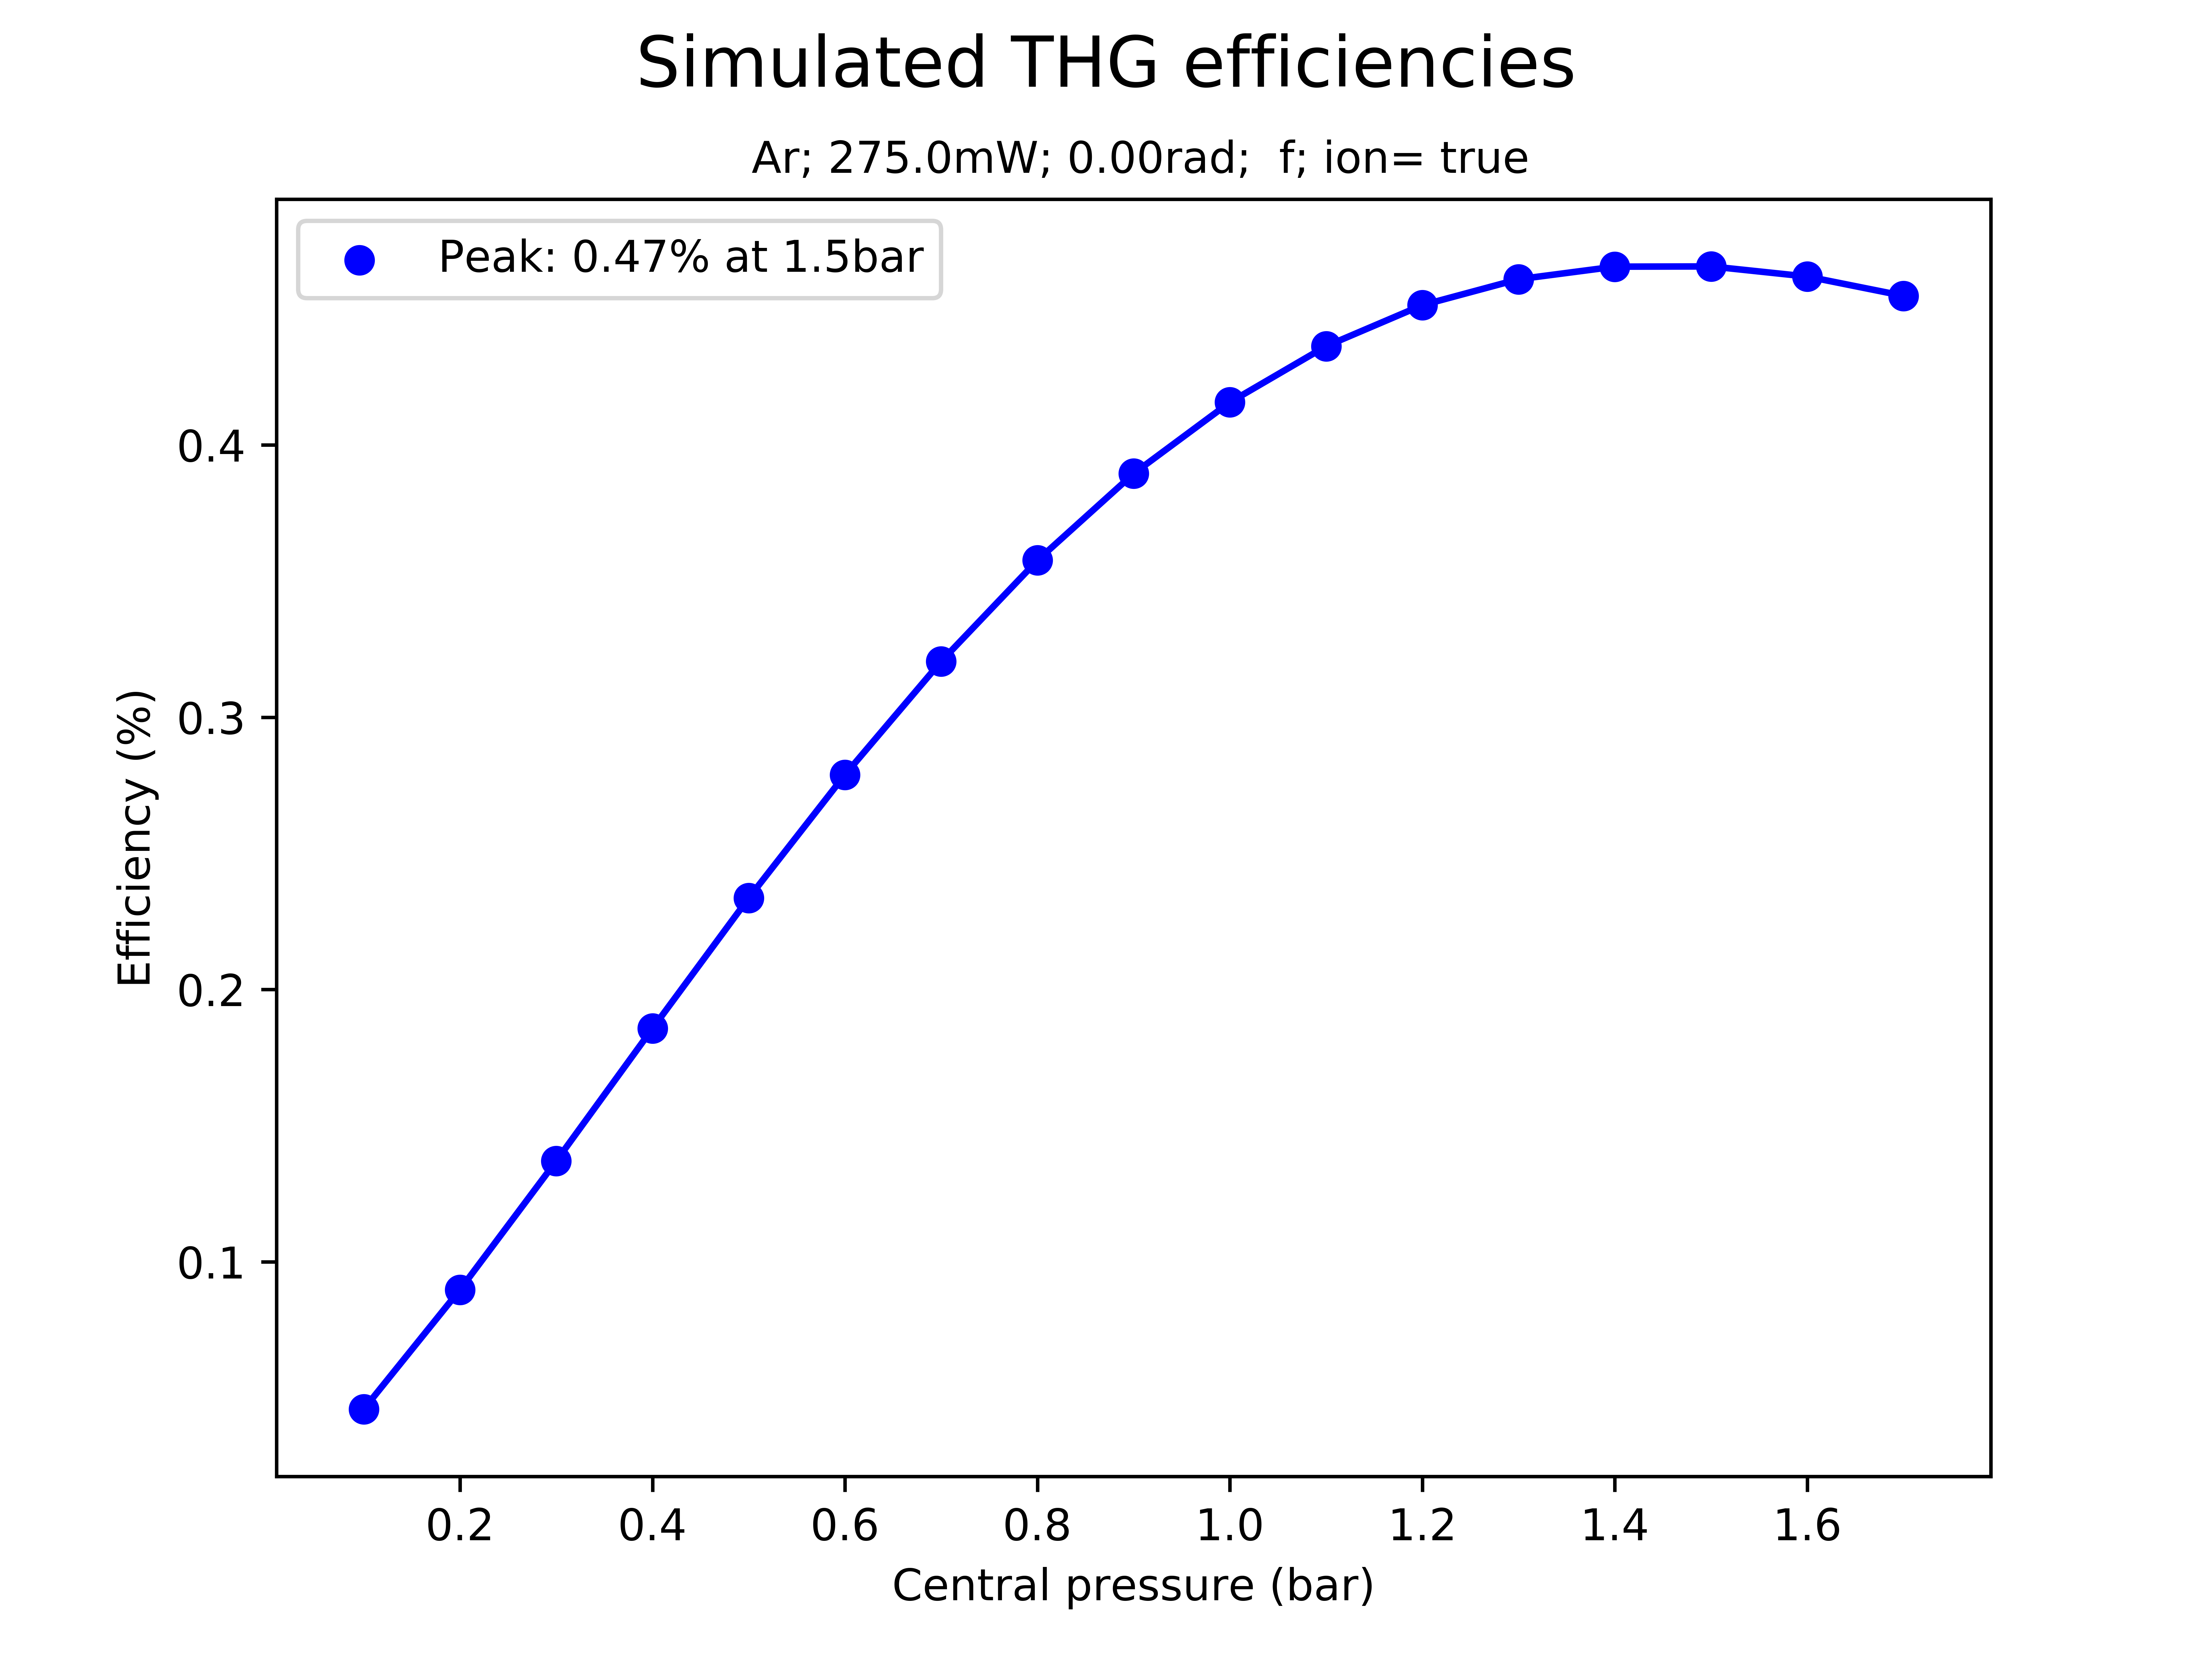 Simulated THG efficiencies
Ar; 275.0mW; 0.00rad;  f; ion= true
Peak: 0.47% at 1.5bar
Efficiency (%)
0.4
0.3
0.2
0.1
0.2 0.4 0.6 0.8 1.0 1.2 1.4 1.6
Central pressure (bar)